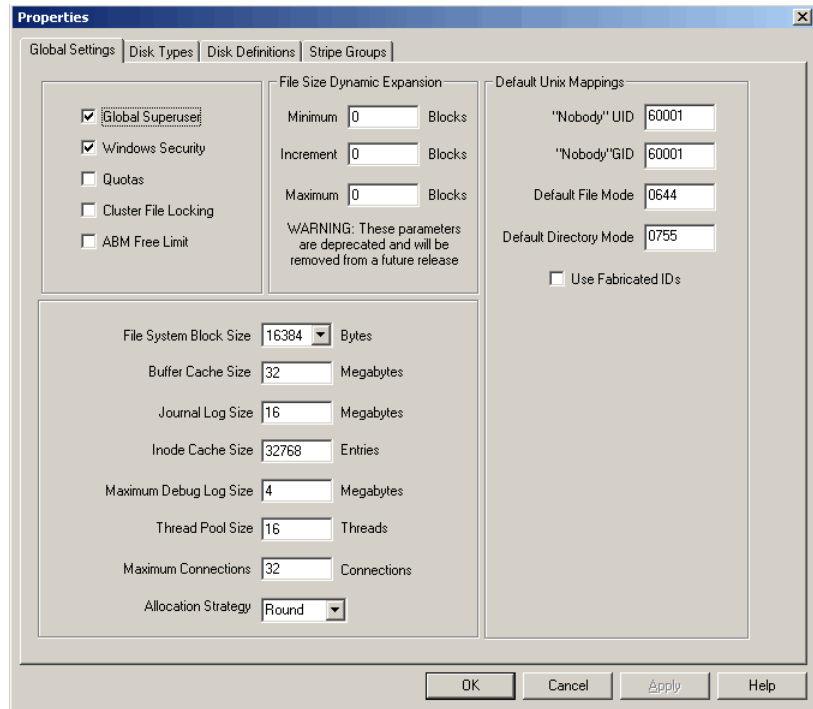 Properties
Global Settings
Disk Types
Disk Definitions
Stripe Groups
Global Superuser
Windows Security
Quotas
Cluster File Locking
ABM Free Limit
File Size Dynamic Expansion
Minimum 0 Blocks
Increment 0 Blocks
Maximum 0 Blocks
WARNING: These parameters
are deprecated and will be
removed from a future release
Default Unix Mappings
"Nobody" UID 60001
"Nobody"GID 60001
Default File Mode 0644
Default Directory Mode 0755
Use Fabricated IDs
File System Block Size 16384 Bytes
Buffer Cache Size 32 Megabytes
Journal Log Size 16 Megabytes
Inode Cache Size 32768 Entries
Maximum Debug Log Size 4 Megabytes
Thread Pool Size 16 Threads
Maximum Connections 32 Connections
Allocation Strategy Round
OK
Cancel
Apply
Help